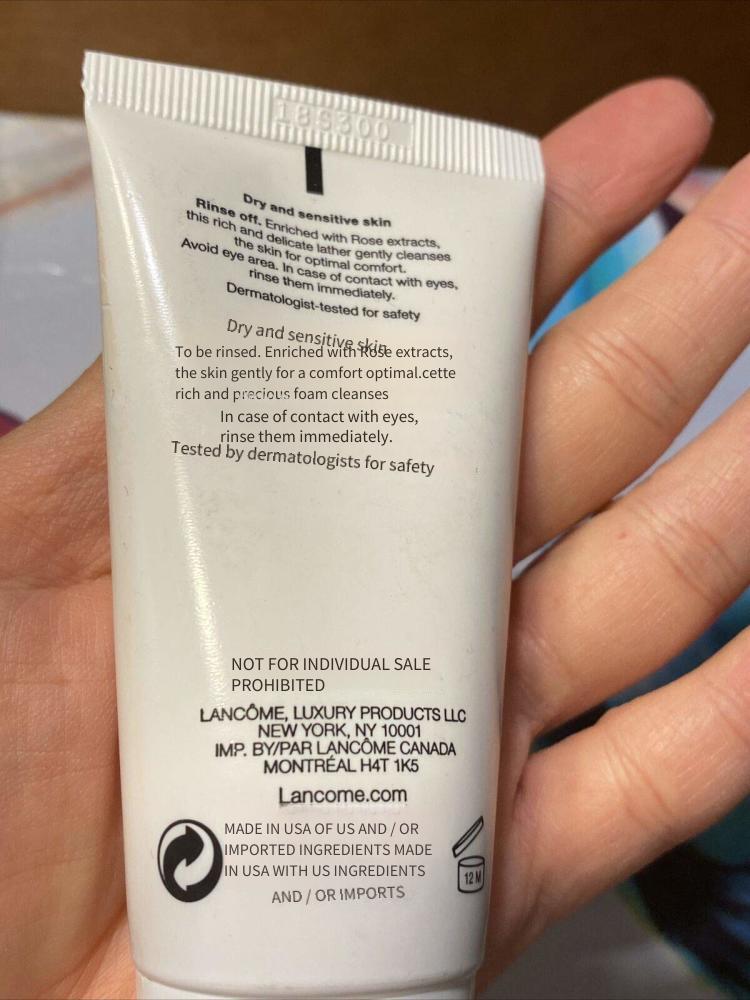 18S300
Dry and sensitive skin
Rinse off. Enriched with Rose extracts,
this rich and delicate lather gently cleanses
the skin for optimal comfort.
Avoid eye area. In case of contact with eyes,
rinse them immediately.
Dermatologist-tested for safety
Dry and sensitive skin
To be rinsed. Enriched with Rose extracts,
the skin gently for a comfort optimal.cette
rich and precious foam cleanses
In case of contact with eyes,
rinse them immediately.
Tested by dermatologists for safety
NOT FOR INDIVIDUAL SALE
PROHIBITED
LANCÔME, LUXURY PRODUCTS LLC
NEW YORK, NY 10001
IMP. BY/PAR LANCÔME CANADA
MONTRÉAL H4T 1K5
Lancome.com
MADE IN USA OF US AND / OR
IMPORTED INGREDIENTS MADE
IN USA WITH US INGREDIENTS
AND / OR IMPORTS
12 M